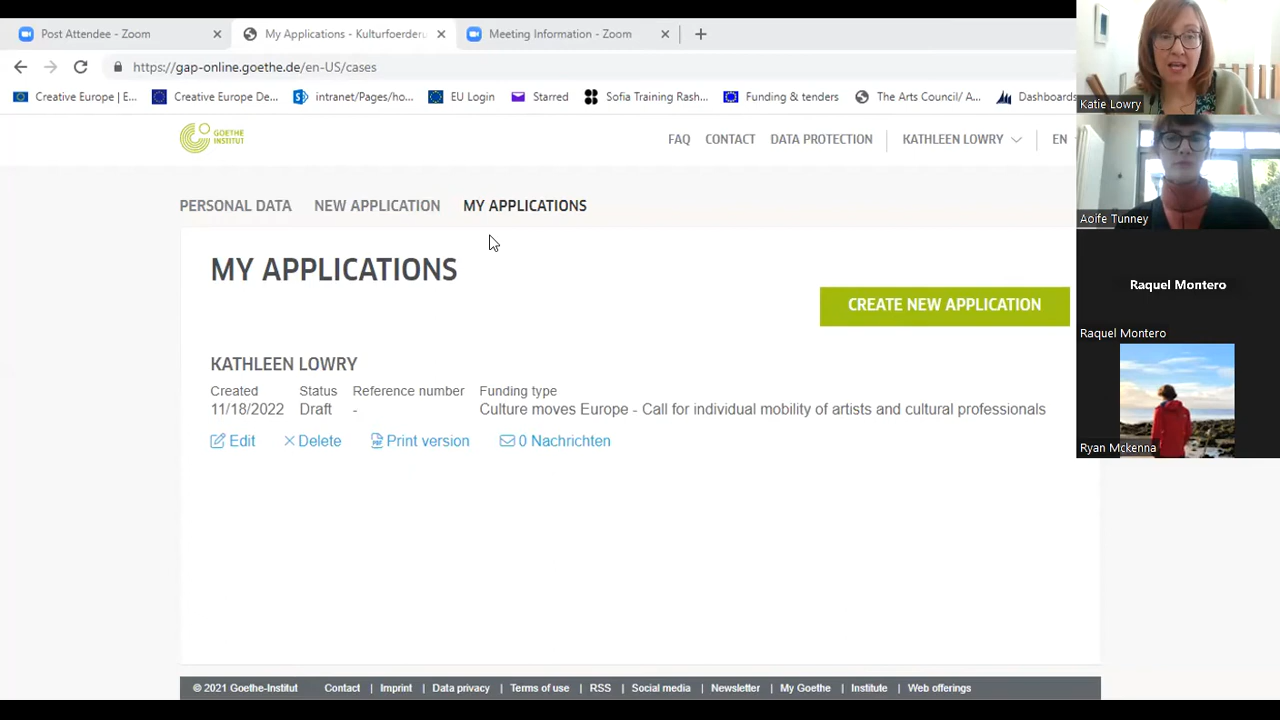 Post Attendee - Zoom
My Applications - Kulturfoerderu
Meeting Information - Zoom
https://gap-online.goethe.de/en-US/cases
Creative Europe | E...
Creative Europe De...
intranet/Pages/ho...
EU Login
Starred
Sofia Training Rash...
Funding & tenders
The Arts Council/ A...
Dashboards
GOETHE
INSTITUT
FAQ CONTACT DATA PROTECTION KATHLEEN LOWRY EN
PERSONAL DATA NEW APPLICATION MY APPLICATIONS
MY APPLICATIONS
CREATE NEW APPLICATION
KATHLEEN LOWRY
Created Status Reference number Funding type
11/18/2022 Draft - Culture moves Europe - Call for individual mobility of artists and cultural professionals
Edit Delete Print version 0 Nachrichten
© 2021 Goethe-Institut Contact | Imprint | Data privacy | Terms of use | RSS | Social media | Newsletter | My Goethe | Institute | Web offerings
Katie Lowry
Aoife Tunney
Raquel Montero
Raquel Montero
Ryan Mckenna